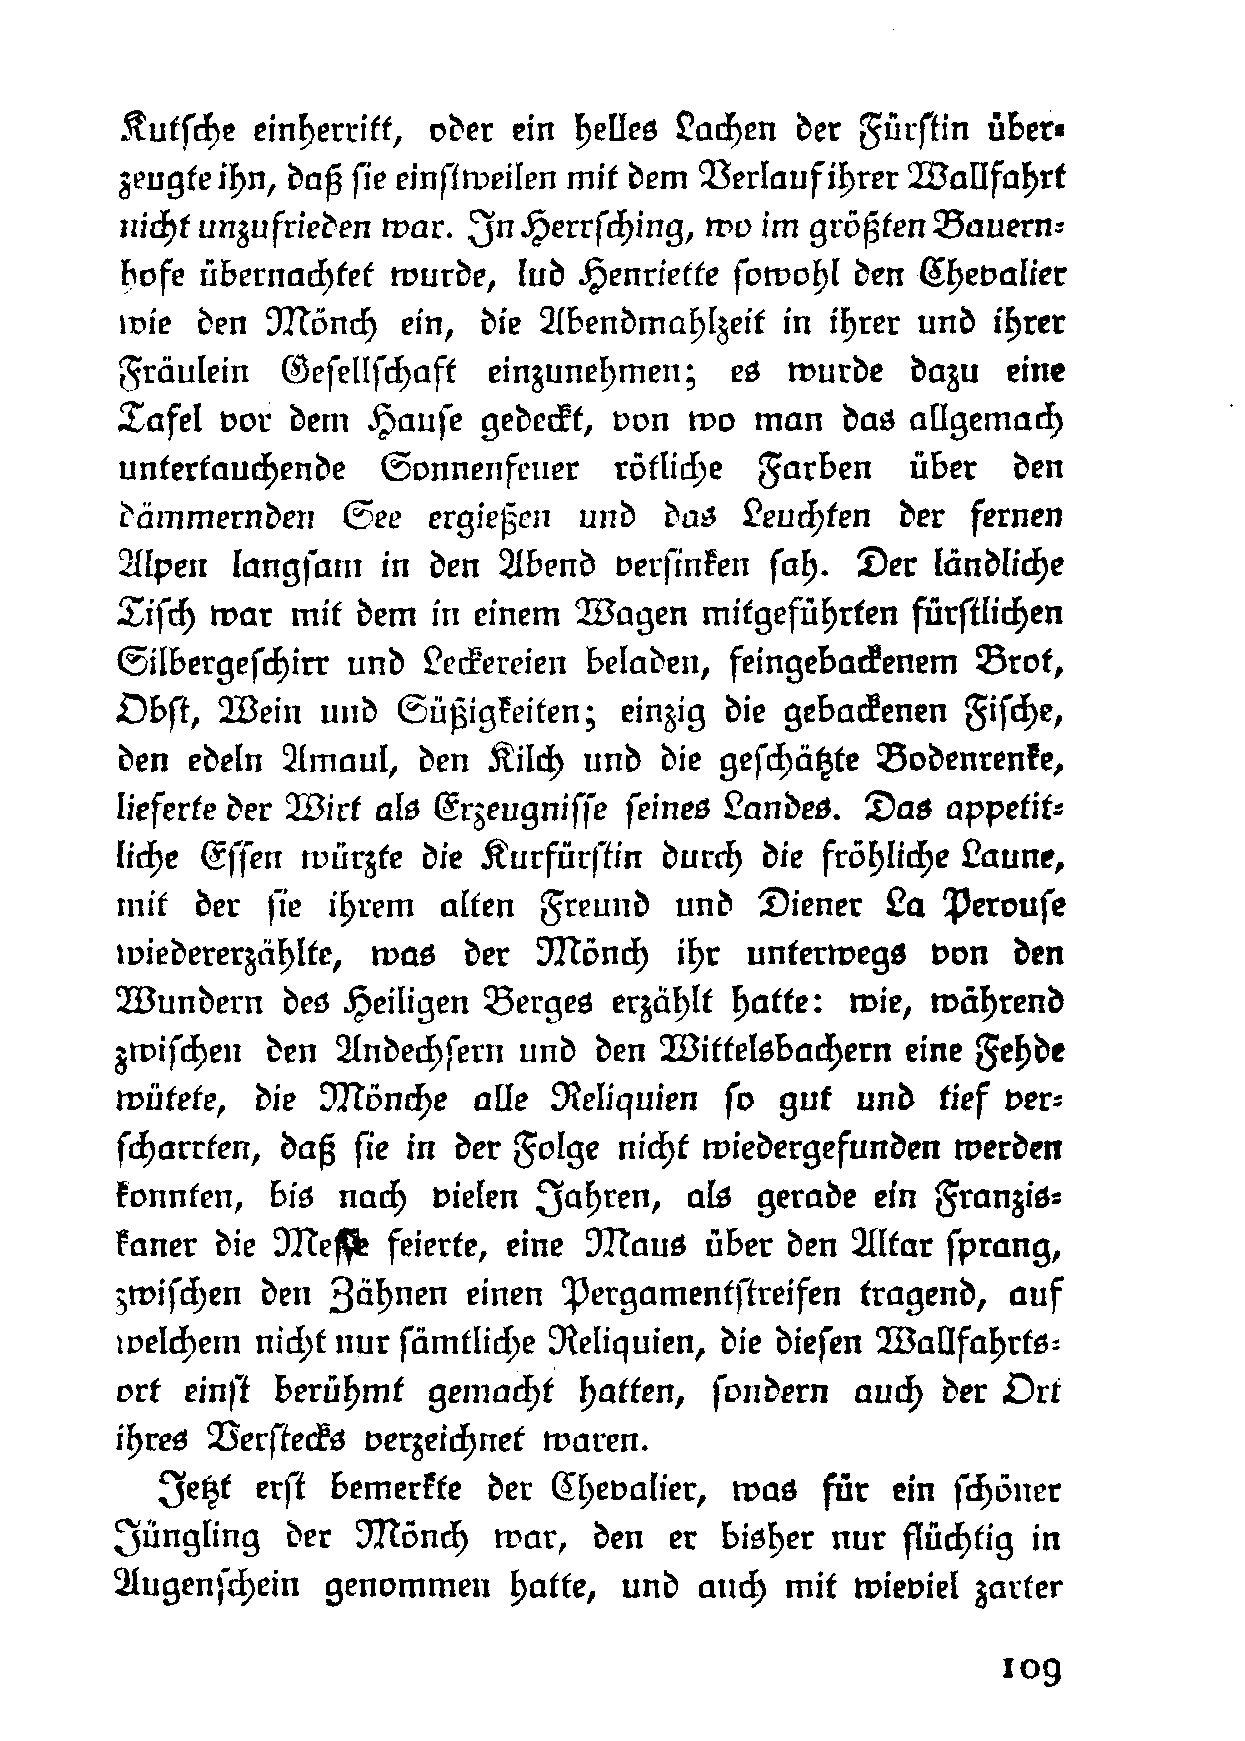 Kutsche einherritt, oder ein helles Lachen der Fürstin über-
zeugte ihn, daß sie einstweilen mit dem Verlauf ihrer Wallfahrt
nicht unzufrieden war. In Herrsching, wo im größten Bauern-
hofe übernachtet wurde, lud Henriette sowohl den Chevalier
wie den Mönch ein, die Abendmahlzeit in ihrer und ihrer
Fräulein Gesellschaft einzunehmen; es wurde dazu eine
Tafel vor dem Hause gedeckt, von wo man das allgemach
untertauchende Sonnenfeuer rötliche Farben über den
dämmernden See ergießen und das Leuchten der fernen
Alpen langsam in den Abend versinken sah. Der ländliche
Tisch war mit dem in einem Wagen mitgeführten fürstlichen
Silbergeschirr und Leckereien beladen, feingebackenem Brot,
Obst, Wein und Süßigkeiten; einzig die gebackenen Fische,
den edeln Amaul, den Kilch und die geschätzte Bodenrenke,
lieferte der Wirt als Erzeugnisse seines Landes. Das appetit-
liche Essen würzte die Kurfürstin durch die fröhliche Laune,
mit der sie ihrem alten Freund und Diener La Perouse
wiedererzählte, was der Mönch ihr unterwegs von den
Wundern des Heiligen Berges erzählt hatte: wie, während
zwischen den Andechsern und den Wittelsbachern eine Fehde
wütete, die Mönche alle Reliquien so gut und tief ver-
scharrten, daß sie in der Folge nicht wiedergefunden werden
konnten, bis nach vielen Jahren, als gerade ein Franzis-
kaner die Messe feierte, eine Maus über den Altar sprang,
zwischen den Zähnen einen Pergamentstreifen tragend, auf
welchem nicht nur sämtliche Reliquien, die diesen Wallfahrts-
ort einst berühmt gemacht hatten, sondern auch der Ort
ihres Verstecks verzeichnet waren.
Jetzt erst bemerkte der Chevalier, was für ein schöner
Jüngling der Mönch war, den er bisher nur flüchtig in
Augenschein genommen hatte, und auch mit wieviel zarter
109